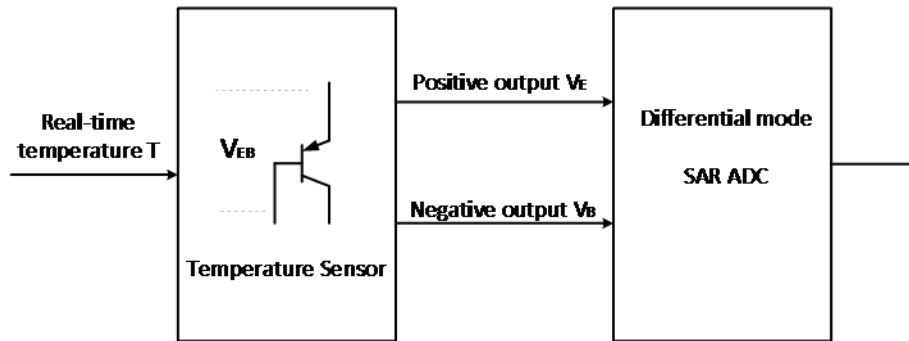 Real-time
temperature T
VEB
Temperature Sensor
Positive output VE
Negative output VB
Differential mode
SAR ADC